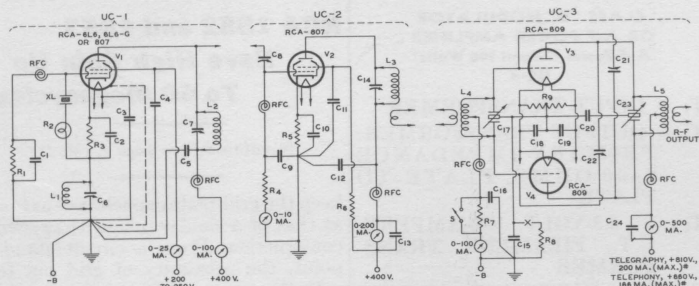 UC-1
UC-2
UC-3
RCA-6L6, 6L6-G
OR 807
V1
RFC
XL
R2
R1
C1
L1
R3
C2
C3
C4
C6
C7
L2
C5
RFC
0-25
MA.
0-100
MA.
-B
+200
+400 V.
RCA-807
V2
C8
RFC
C14
L3
C11
R5
C10
C9
C12
R4
R6
RFC
0-10
MA.
0-200
MA.
C13
+400 V.
RCA-809
V3
C21
L4
R9
C17
C18
C19
C20
C23
L5
RFC
R-F
OUTPUT
C22
RCA-809
V4
RFC
C16
S
R7
0-100
MA.
C15
X
R8
C24
0-500
MA.
-B
TELEGRAPHY, +810V.,
200 MA. (MAX.)#
TELEPHONY, +660V.,
166 MA. (MAX.)#